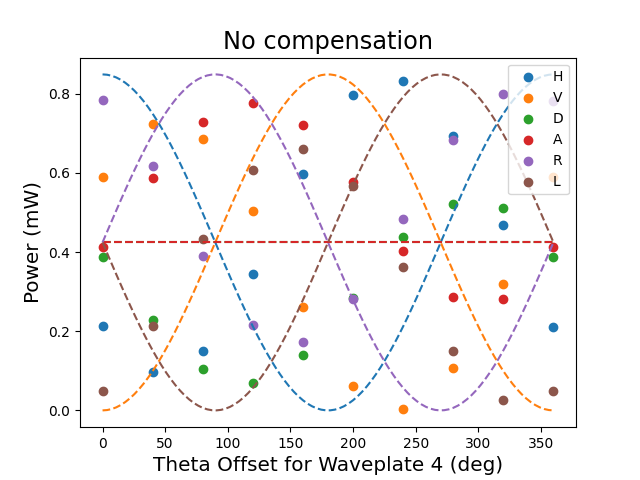 No compensation
H
V
D
A
R
L
Power (mW)
0.8
0.6
0.4
0.2
0.0
0 50 100 150 200 250 300 350
Theta Offset for Waveplate 4 (deg)